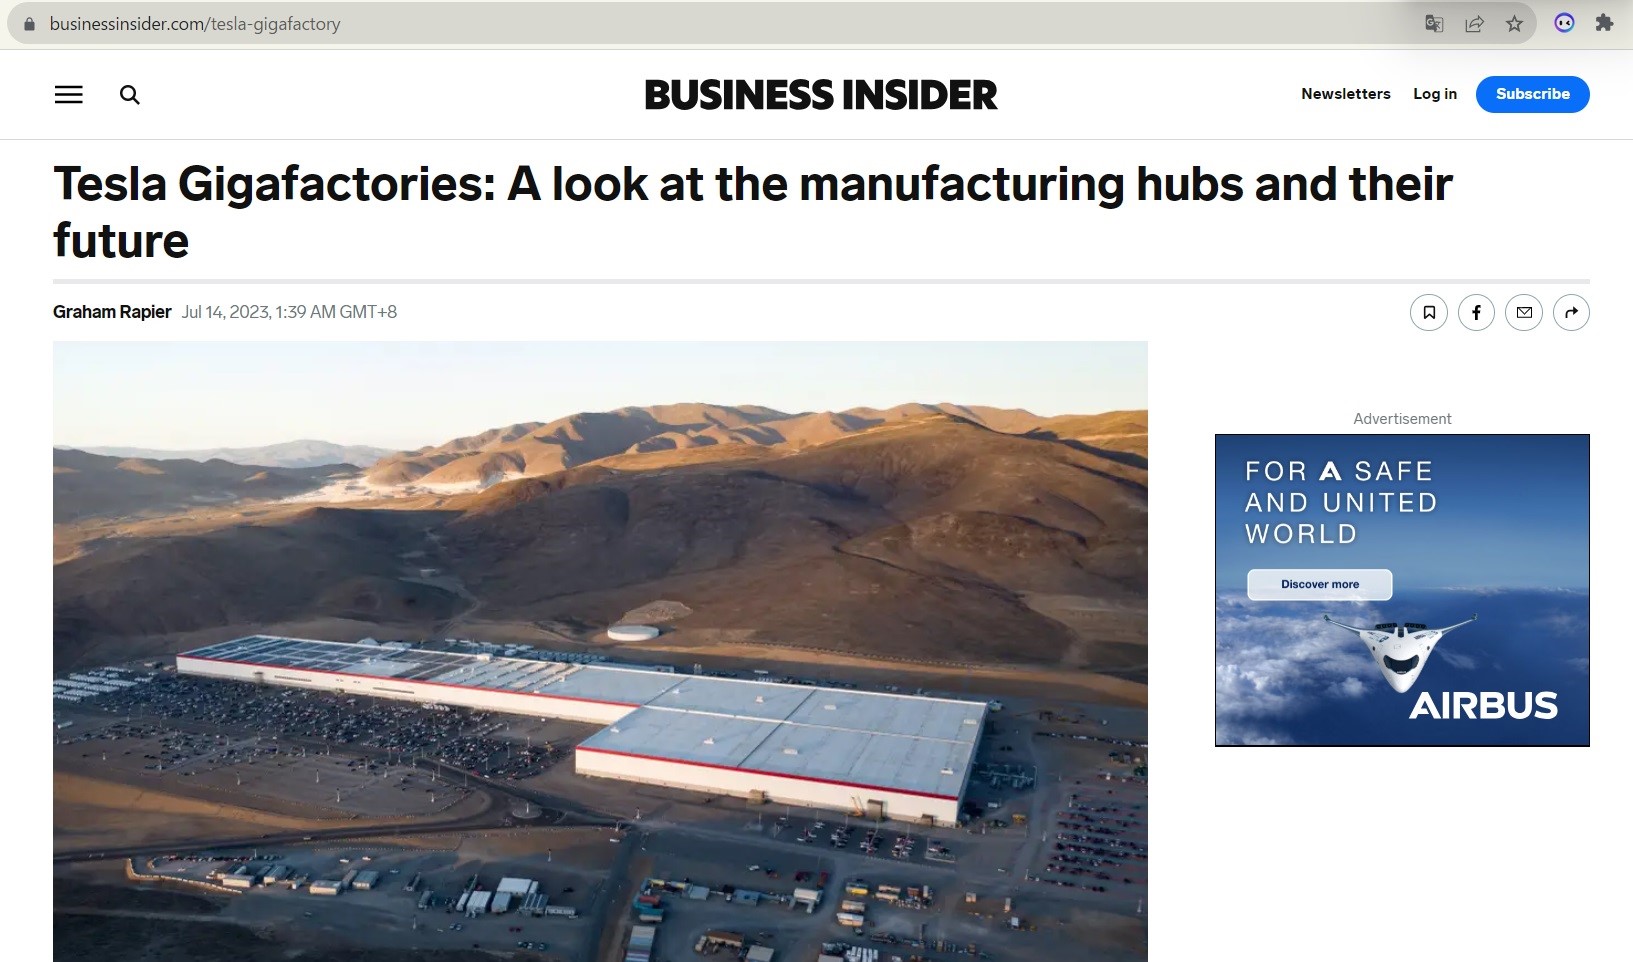 businessinsider.com/tesla-gigafactory
BUSINESS INSIDER
Newsletters
Log in
Subscribe
Tesla Gigafactories: A look at the manufacturing hubs and their
future
Graham Rapier Jul 14, 2023, 1:39 AM GMT+8
Advertisement
FOR A SAFE
AND UNITED
WORLD
Discover more
AIRBUS